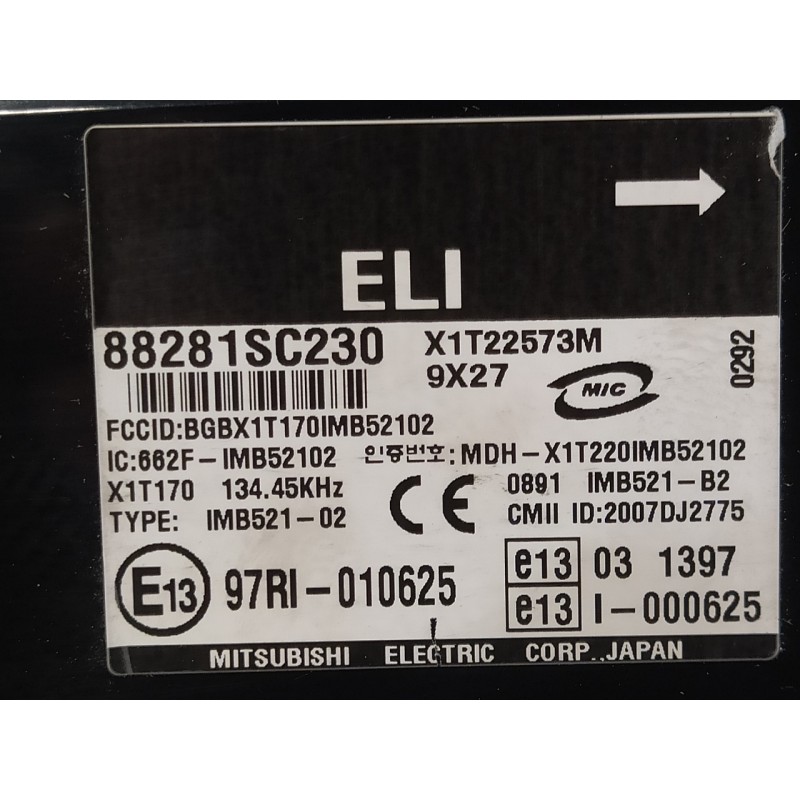 ELI
88281SC230 X1T22573M
9X27
MIC
0292
FCCID:BGBX1T170IMB52102
IC:662F-IMB52102 인증번호:MDH-X1T220IMB52102
X1T170 134.45KHz CE 0891 IMB521-B2
TYPE: IMB521-02 CMII ID:2007DJ2775
E13 97RI-010625 e13 03 1397
e13 I-000625
MITSUBISHI ELECTRIC CORP.,JAPAN